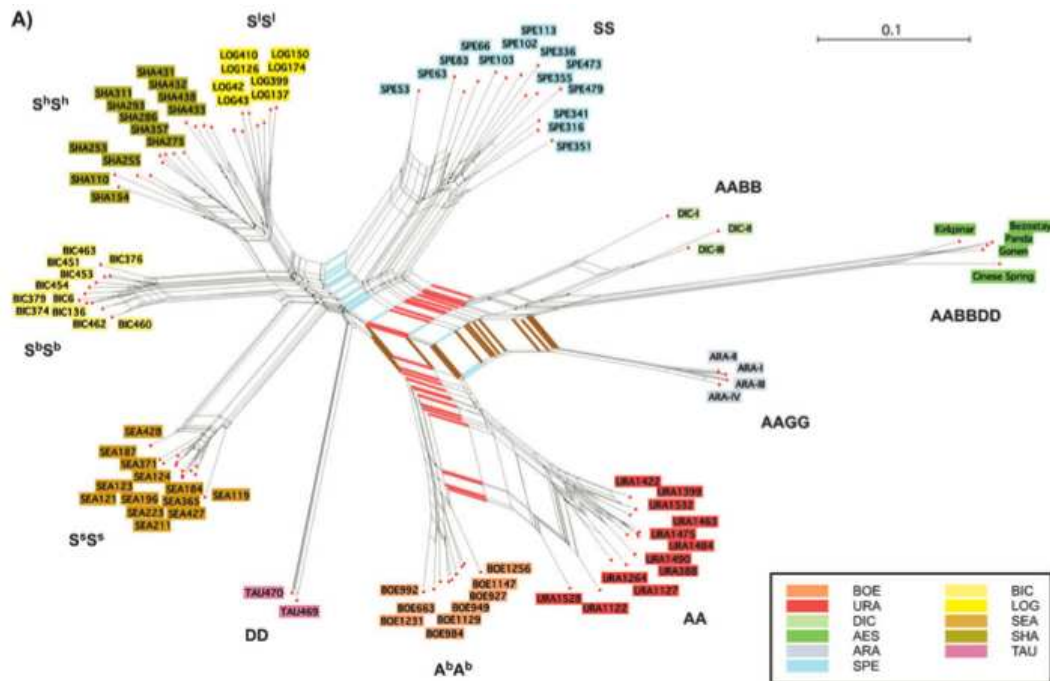 A)
SˡSˡ
LOG410
LOG150
LOG126
LOG174
LOG42
LOG399
LOG43
LOG137
ShSh
SHA431
SHA432
SHA311
SHA438
SHA293
SHA433
SHA286
SHA357
SHA273
SHA253
SHA255
SHA110
SHA154
SS
SPE113
SPE102
SPE66
SPE336
SPE83
SPE103
SPE473
SPE63
SPE355
SPE53
SPE479
SPE341
SPE316
SPE351
0.1
AABB
DIC-I
DIC-II
DIC-III
Kirkpinar
Bezostay
Panda
Gonen
Cinese Spring
AABBDD
BIC463
BIC451
BIC376
BIC453
BIC454
BIC379 BIC6
BIC374 BIC136
BIC462 BIC460
SbSb
ARA-II
ARA-I
ARA-III
ARA-IV
AAGG
SEA428
SEA187
SEA371
SEA124
SEA123 SEA184
SEA121 SEA196 SEA365 SEA119
SEA223 SEA427
SEA211
SsSs
TAU470
TAU469
DD
BOE1256
BOE992 BOE1147
BOE927
BOE663 BOE949
BOE1231 BOE1129
BOE984
AbAb
URA1422
URA1399
URA1532
URA1463
URA1475
URA1484
URA1490
URA388
URA1264
URA1127
URA1528
URA1122
AA
BOE BIC
URA LOG
DIC SEA
AES SHA
ARA TAU
SPE